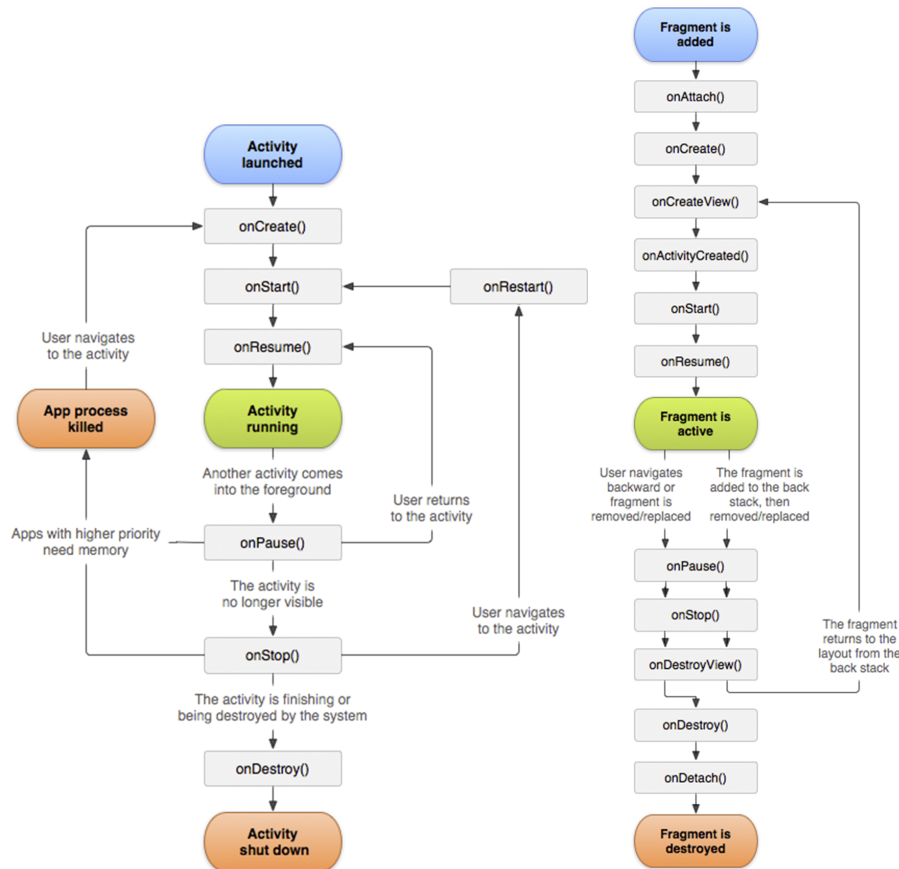 Activity
launched
onCreate()
onStart()
onRestart()
onResume()
User navigates
to the activity
App process
killed
Activity
running
Another activity comes
into the foreground
User returns
to the activity
Apps with higher priority
need memory
onPause()
The activity is
no longer visible
User navigates
to the activity
onStop()
The activity is finishing or
being destroyed by the system
onDestroy()
Activity
shut down
Fragment is
added
onAttach()
onCreate()
onCreateView()
onActivityCreated()
onStart()
onResume()
Fragment is
active
User navigates
backward or
fragment is
removed/replaced
The fragment is
added to the back
stack, then
removed/replaced
onPause()
onStop()
onDestroyView()
The fragment
returns to the
layout from the
back stack
onDestroy()
onDetach()
Fragment is
destroyed